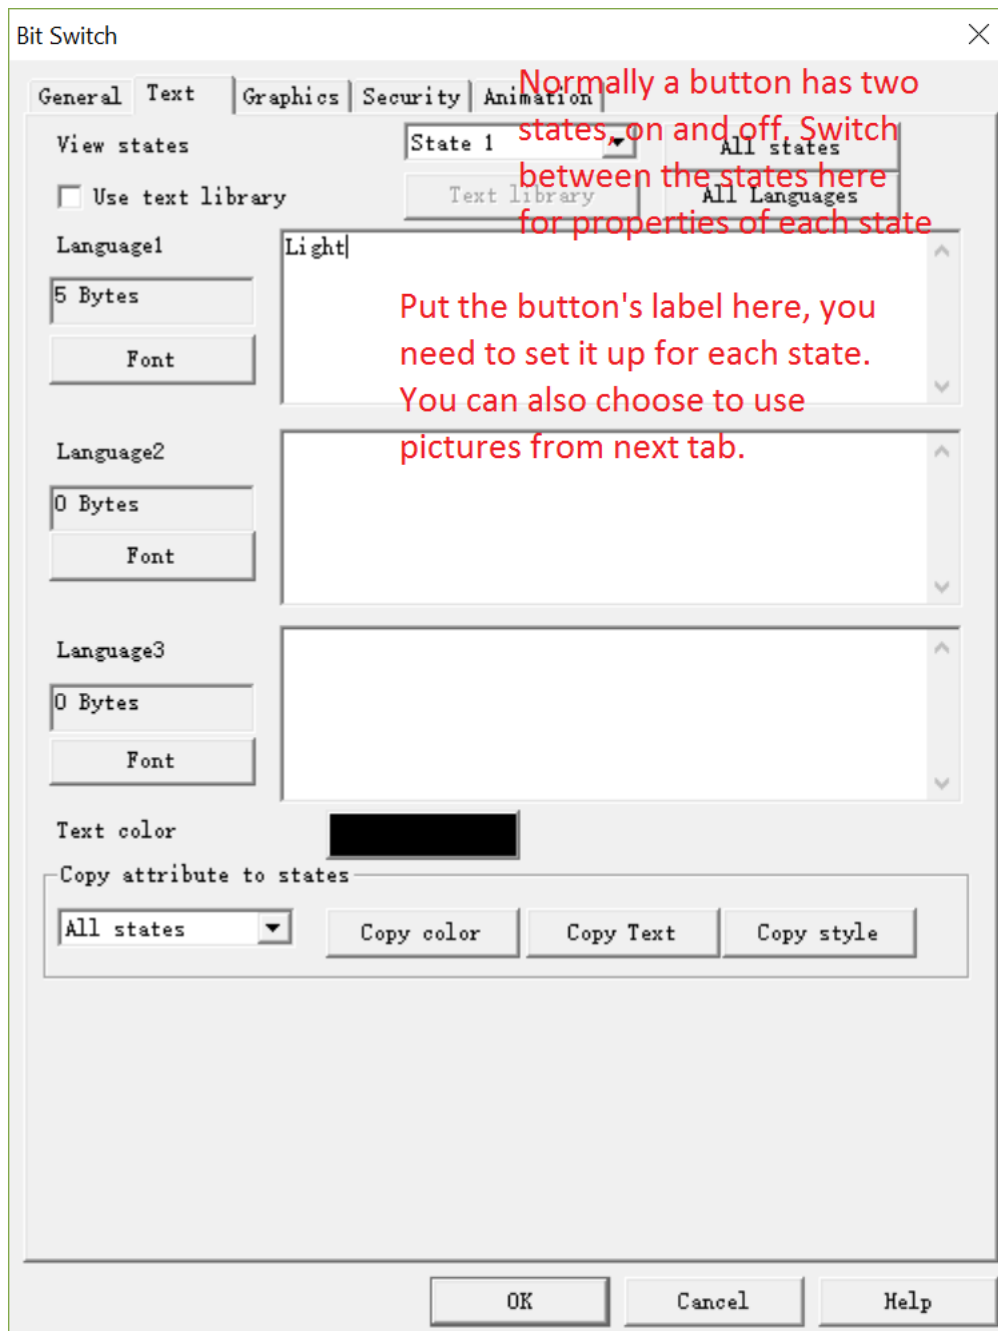 Bit Switch
General Text Graphics Security Animation
Normally a button has two
states, on and off. Switch
between the states here
for properties of each state
View states State 1 All states
Use text library Text library All Languages
Language1 Light
5 Bytes
Font
Put the button's label here, you
need to set it up for each state.
You can also choose to use
pictures from next tab.
Language2
0 Bytes
Font
Language3
0 Bytes
Font
Text color
Copy attribute to states
All states Copy color Copy Text Copy style
OK Cancel Help